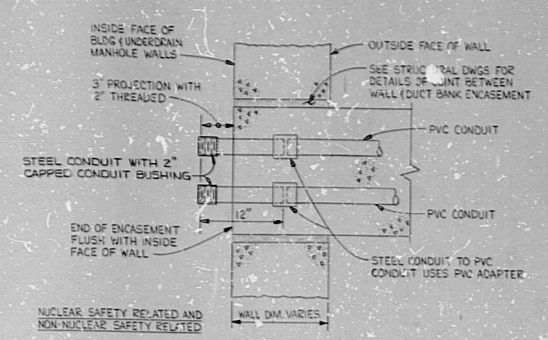 INSIDE FACE OF
BLDG & UNDERDRAIN
MANHOLE WALLS
OUTSIDE FACE OF WALL
3" PROJECTION WITH
2" THREADED
SEE STRUCTURAL DWGS FOR
DETAILS OF JOINT BETWEEN
WALL & DUCT BANK ENCASEMENT
PVC CONDUIT
STEEL CONDUIT WITH 2"
CAPPED CONDUIT BUSHING
12"
PVC CONDUIT
END OF ENCASEMENT
FLUSH WITH INSIDE
FACE OF WALL
STEEL CONDUIT TO PVC
CONDUIT USES PVC ADAPTER
NUCLEAR SAFETY RELATED AND
NON-NUCLEAR SAFETY RELATED
WALL DIM. VARIES